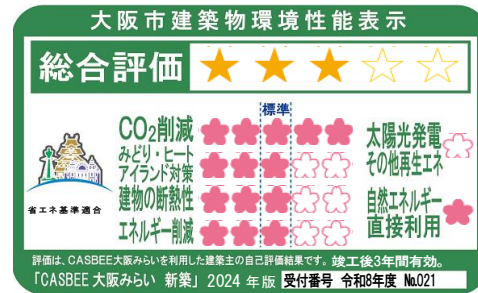 大阪市建築物環境性能表示
総合評価 ★★★☆☆
標準
CO₂削減
みどり・ヒート
アイランド対策
建物の断熱性
エネルギー削減
太陽光発電
その他再生エネ
自然エネルギー
直接利用
省エネ基準適合
評価は、CASBEE大阪みらいを利用した建築主の自己評価結果です。竣工後3年間有効。
「CASBEE大阪みらい 新築」2024年版 受付番号 令和8年度 №021